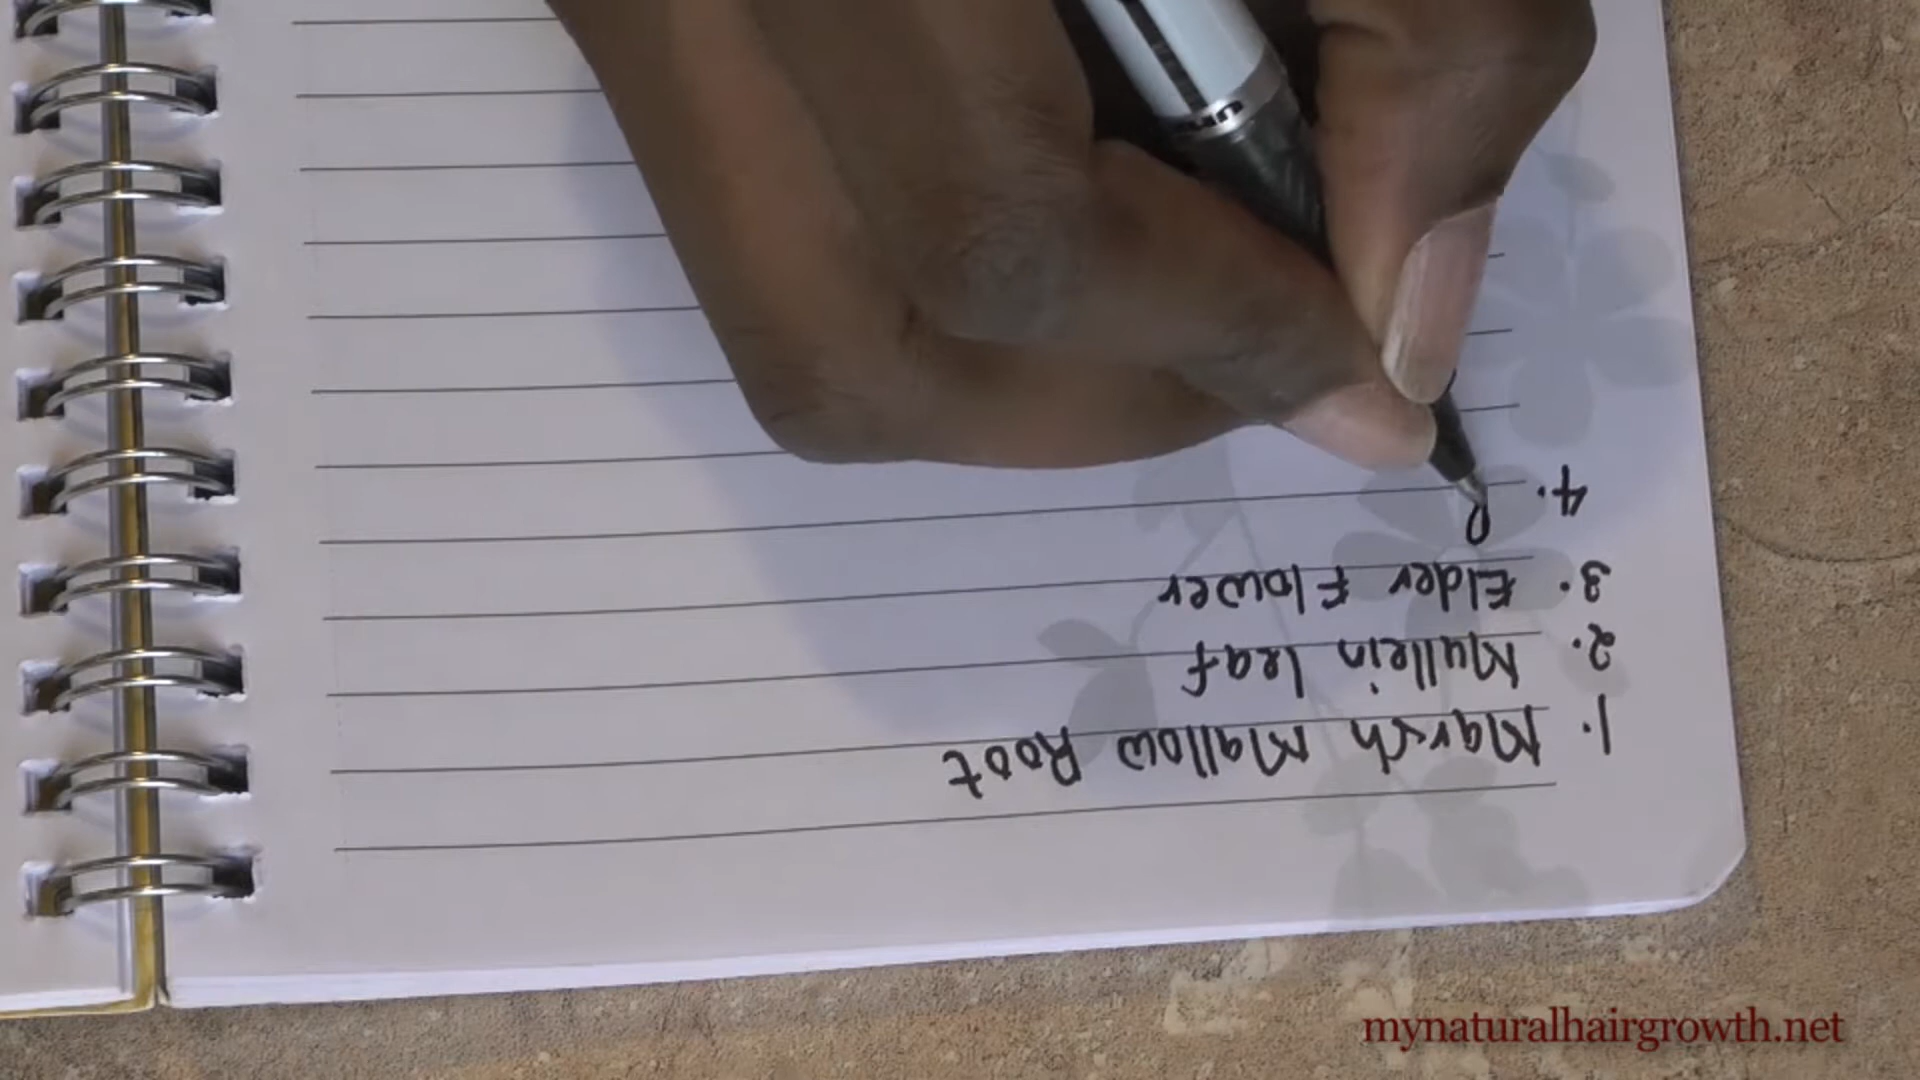 1. Marsh Mallow Root
2. Mullein leaf
3. Elder Flower
4.
mynaturalhairgrowth.net